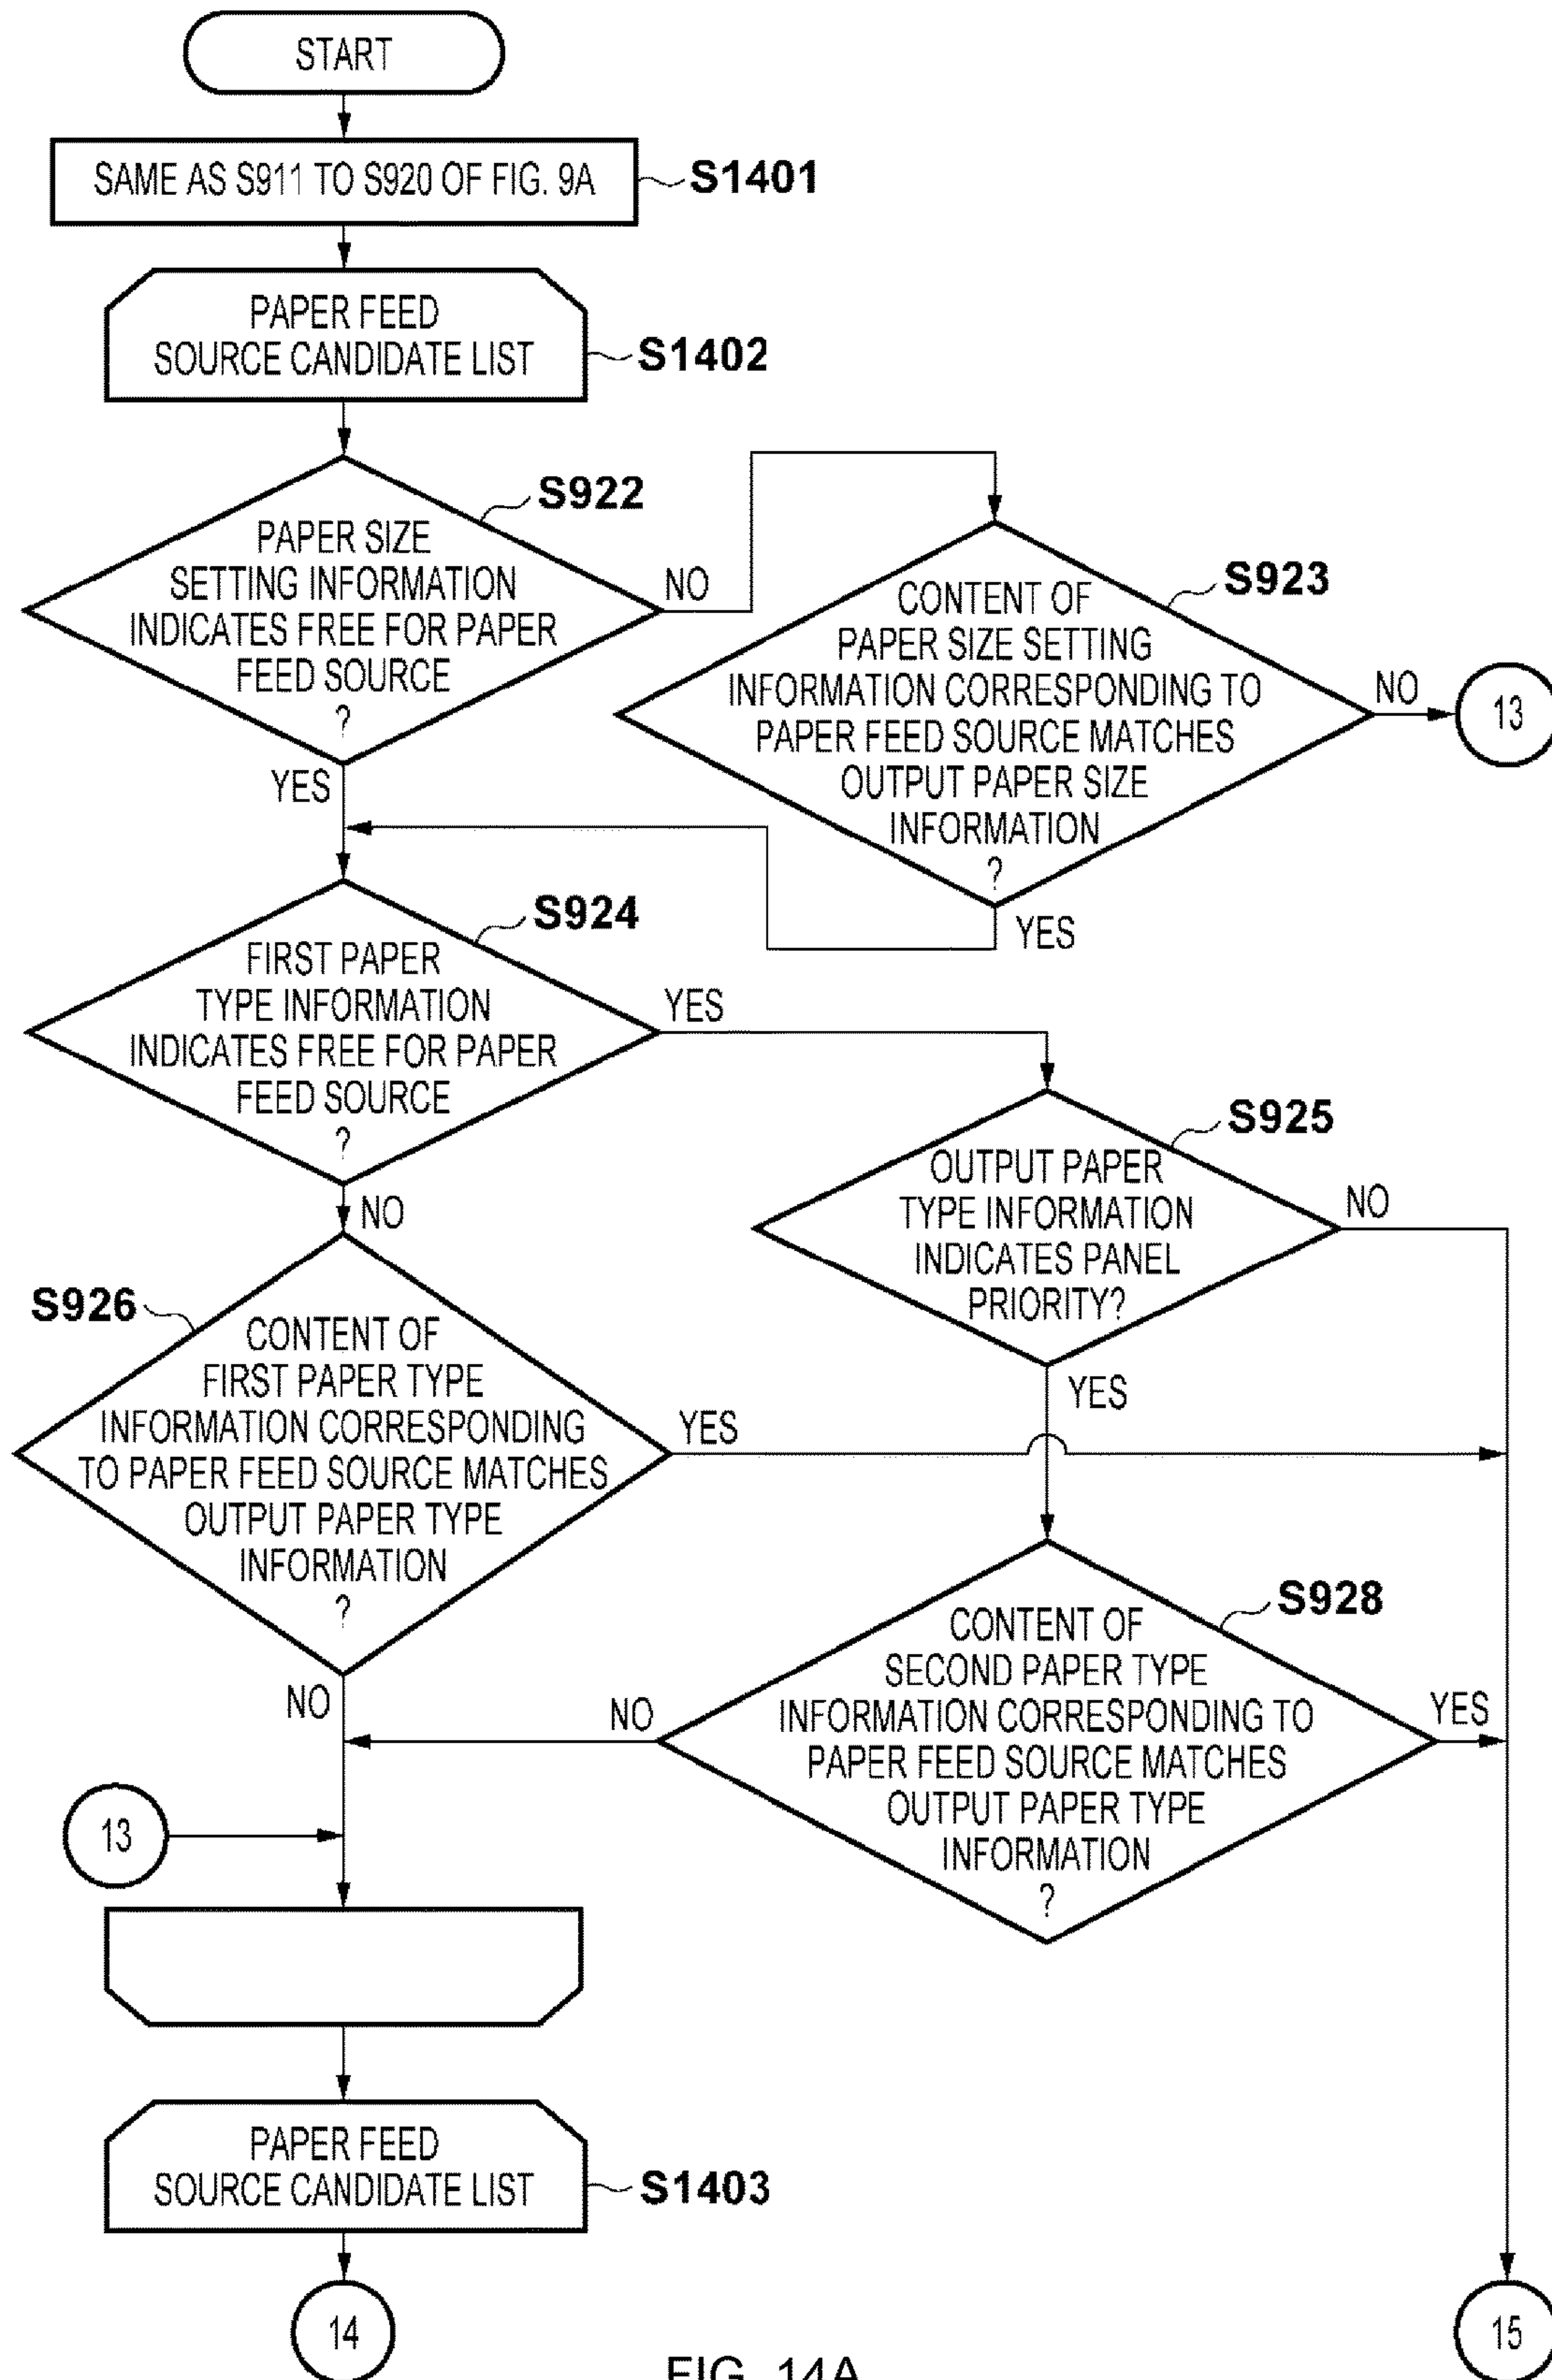 START
SAME AS S911 TO S920 OF FIG. 9A
S1401
PAPER FEED
SOURCE CANDIDATE LIST
S1402
S922
PAPER SIZE
SETTING INFORMATION
INDICATES FREE FOR PAPER
FEED SOURCE
?
NO
YES
S923
CONTENT OF
PAPER SIZE SETTING
INFORMATION CORRESPONDING TO
PAPER FEED SOURCE MATCHES
OUTPUT PAPER SIZE
INFORMATION
?
NO
13
YES
S924
FIRST PAPER
TYPE INFORMATION
INDICATES FREE FOR PAPER
FEED SOURCE
?
YES
NO
S925
OUTPUT PAPER
TYPE INFORMATION
INDICATES PANEL
PRIORITY?
NO
YES
S926
CONTENT OF
FIRST PAPER TYPE
INFORMATION CORRESPONDING
TO PAPER FEED SOURCE MATCHES
OUTPUT PAPER TYPE
INFORMATION
?
YES
NO
S928
CONTENT OF
SECOND PAPER TYPE
INFORMATION CORRESPONDING TO
PAPER FEED SOURCE MATCHES
OUTPUT PAPER TYPE
INFORMATION
?
NO
YES
13
PAPER FEED
SOURCE CANDIDATE LIST
S1403
14
15
FIG. 14A